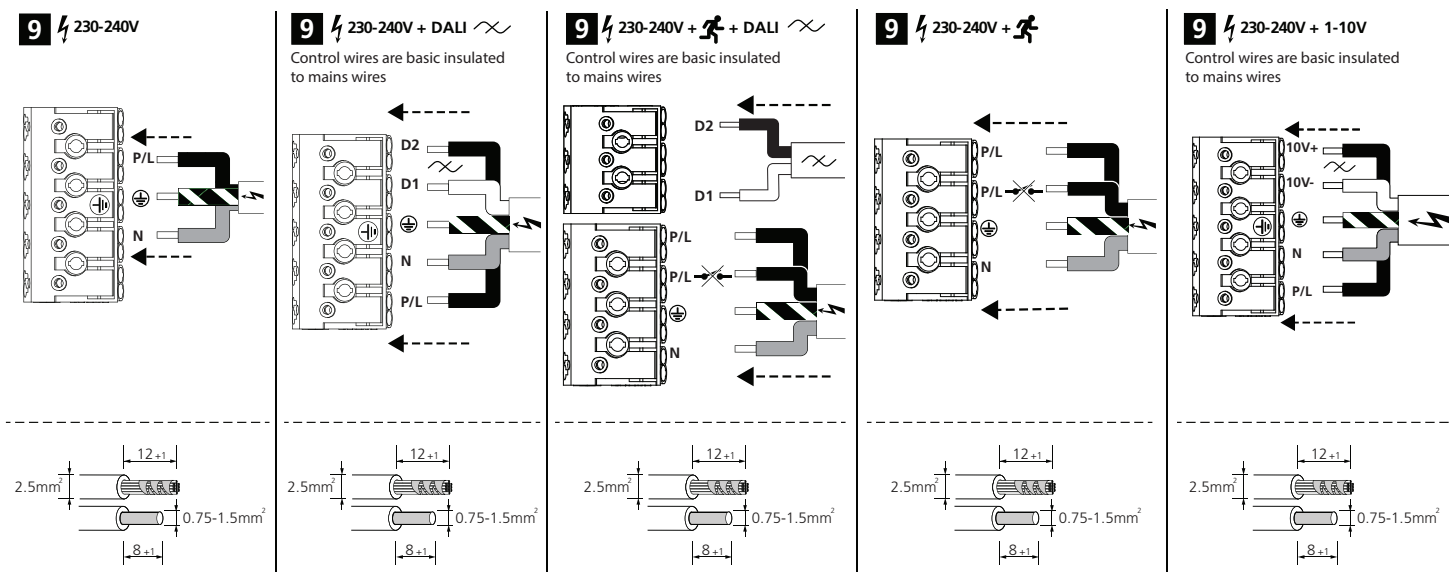 9 230-240V
P/L
N
12 +1
2.5mm²
0.75-1.5mm²
8 +1
9 230-240V + DALI
Control wires are basic insulated
to mains wires
D2
D1
N
P/L
12 +1
2.5mm²
0.75-1.5mm²
8 +1
9 230-240V + + DALI
Control wires are basic insulated
to mains wires
D2
D1
P/L
P/L
N
12 +1
2.5mm²
0.75-1.5mm²
8 +1
9 230-240V +
P/L
P/L
N
12 +1
2.5mm²
0.75-1.5mm²
8 +1
9 230-240V + 1-10V
Control wires are basic insulated
to mains wires
10V+
10V-
N
P/L
12 +1
2.5mm²
0.75-1.5mm²
8 +1